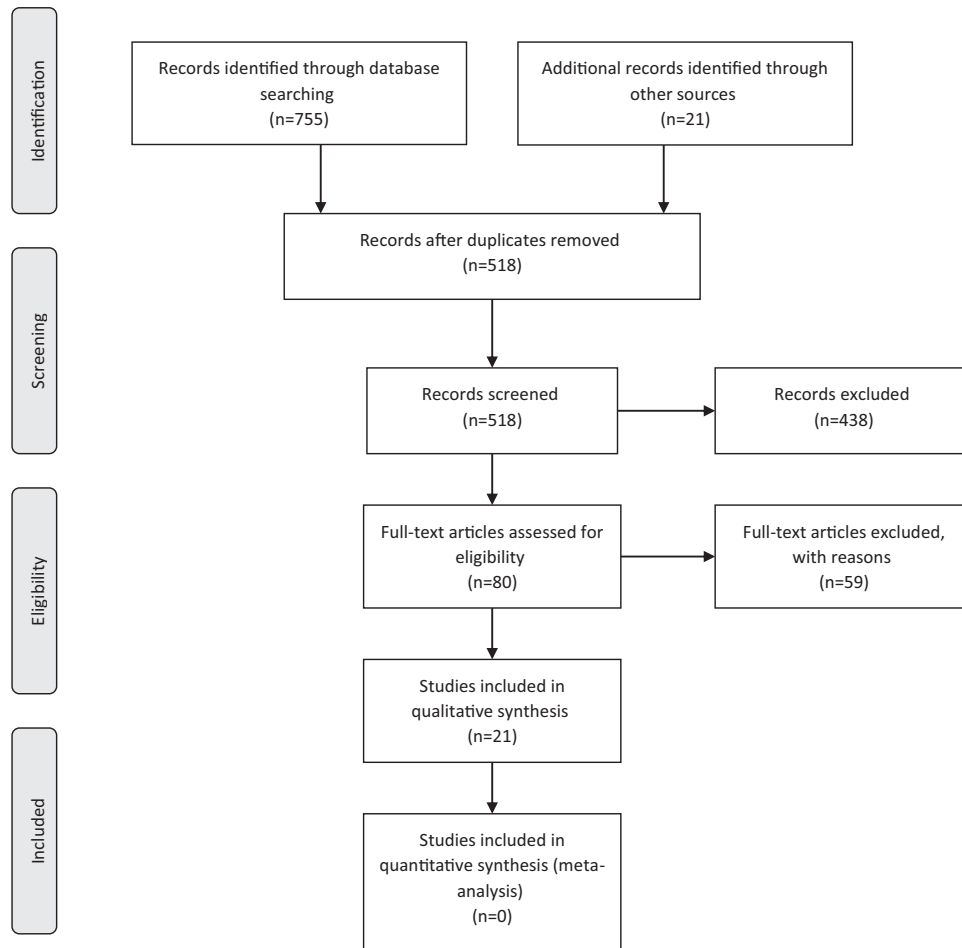 Identification
Records identified through database
searching
(n=755)
Additional records identified through
other sources
(n=21)
Records after duplicates removed
(n=518)
Screening
Records screened
(n=518)
Records excluded
(n=438)
Eligibility
Full-text articles assessed for
eligibility
(n=80)
Full-text articles excluded,
with reasons
(n=59)
Studies included in
qualitative synthesis
(n=21)
Included
Studies included in
quantitative synthesis (meta-
analysis)
(n=0)